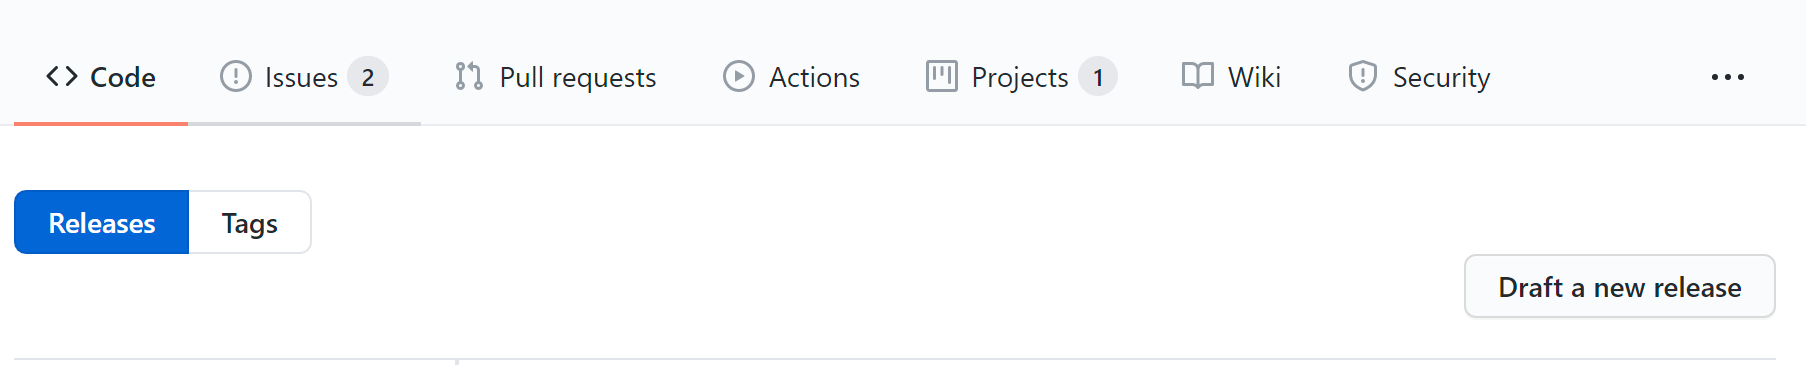 Code Issues 2 Pull requests Actions Projects 1 Wiki Security
Releases Tags
Draft a new release